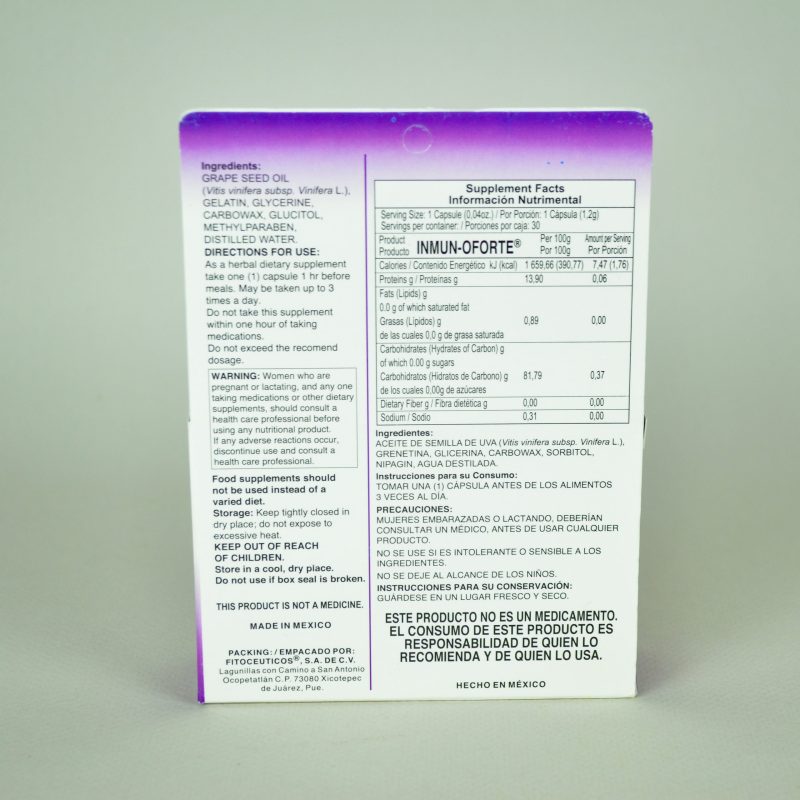 Ingredients:
GRAPE SEED OIL
(Vitis vinifera subsp. Vinifera L.),
GELATIN, GLYCERINE,
CARBOWAX, GLUCITOL,
METHYLPARABEN,
DISTILLED WATER.
DIRECTIONS FOR USE:
As a herbal dietary supplement
take one (1) capsule 1 hr before
meals. May be taken up to 3
times a day.
Do not take this supplement
within one hour of taking
medications.
Do not exceed the recomend
dosage.
WARNING: Women who are
pregnant or lactating, and any one
taking medications or other dietary
supplements, should consult a
health care professional before
using any nutritional product.
If any adverse reactions occur,
discontinue use and consult a
health care professional.
Food supplements should
not be used instead of a
varied diet.
Storage: Keep tightly closed in
dry place; do not expose to
excessive heat.
KEEP OUT OF REACH
OF CHILDREN.
Store in a cool, dry place.
Do not use if box seal is broken.
THIS PRODUCT IS NOT A MEDICINE.
MADE IN MEXICO
PACKING: / EMPACADO POR:
FITOCEUTICOS®, S.A. DE C.V.
Lagunillas con Camino a San Antonio
Ocopetatlán C.P. 73080 Xicotepec
de Juárez, Pue.
Supplement Facts
Información Nutrimental
Serving Size: 1 Capsule (0,04oz.) / Por Porción: 1 Cápsula (1,2g)
Servings per container: / Porciones por caja: 30
Product
Producto INMUN-OFORTE® Per 100g Amount per Serving
Por 100g Por Porción
Calories / Contenido Energético kJ (kcal) 1 659,66 (390,77) 7,47 (1,76)
Proteins g / Proteínas g 13,90 0,06
Fats (Lipids) g
0.0 g of which saturated fat
Grasas (Lípidos) g 0,89 0,00
de las cuales 0,0 g de grasa saturada
Carbohidrates (Hydrates of Carbon) g
of which 0.00 g sugars
Carbohidratos (Hidratos de Carbono) g 81,79 0,37
de los cuales 0,00g de azúcares
Dietary Fiber g / Fibra dietética g 0,00 0,00
Sodium / Sodio 0,31 0,00
Ingredientes:
ACEITE DE SEMILLA DE UVA (Vitis vinifera subsp. Vinifera L.),
GRENETINA, GLICERINA, CARBOWAX, SORBITOL,
NIPAGIN, AGUA DESTILADA.
Instrucciones para su Consumo:
TOMAR UNA (1) CÁPSULA ANTES DE LOS ALIMENTOS
3 VECES AL DÍA.
PRECAUCIONES:
MUJERES EMBARAZADAS O LACTANDO, DEBERÍAN
CONSULTAR UN MÉDICO, ANTES DE USAR CUALQUIER
PRODUCTO.
NO SE USE SI ES INTOLERANTE O SENSIBLE A LOS
INGREDIENTES.
NO SE DEJE AL ALCANCE DE LOS NIÑOS.
INSTRUCCIONES PARA SU CONSERVACIÓN:
GUÁRDESE EN UN LUGAR FRESCO Y SECO.
ESTE PRODUCTO NO ES UN MEDICAMENTO.
EL CONSUMO DE ESTE PRODUCTO ES
RESPONSABILIDAD DE QUIEN LO
RECOMIENDA Y DE QUIEN LO USA.
HECHO EN MÉXICO